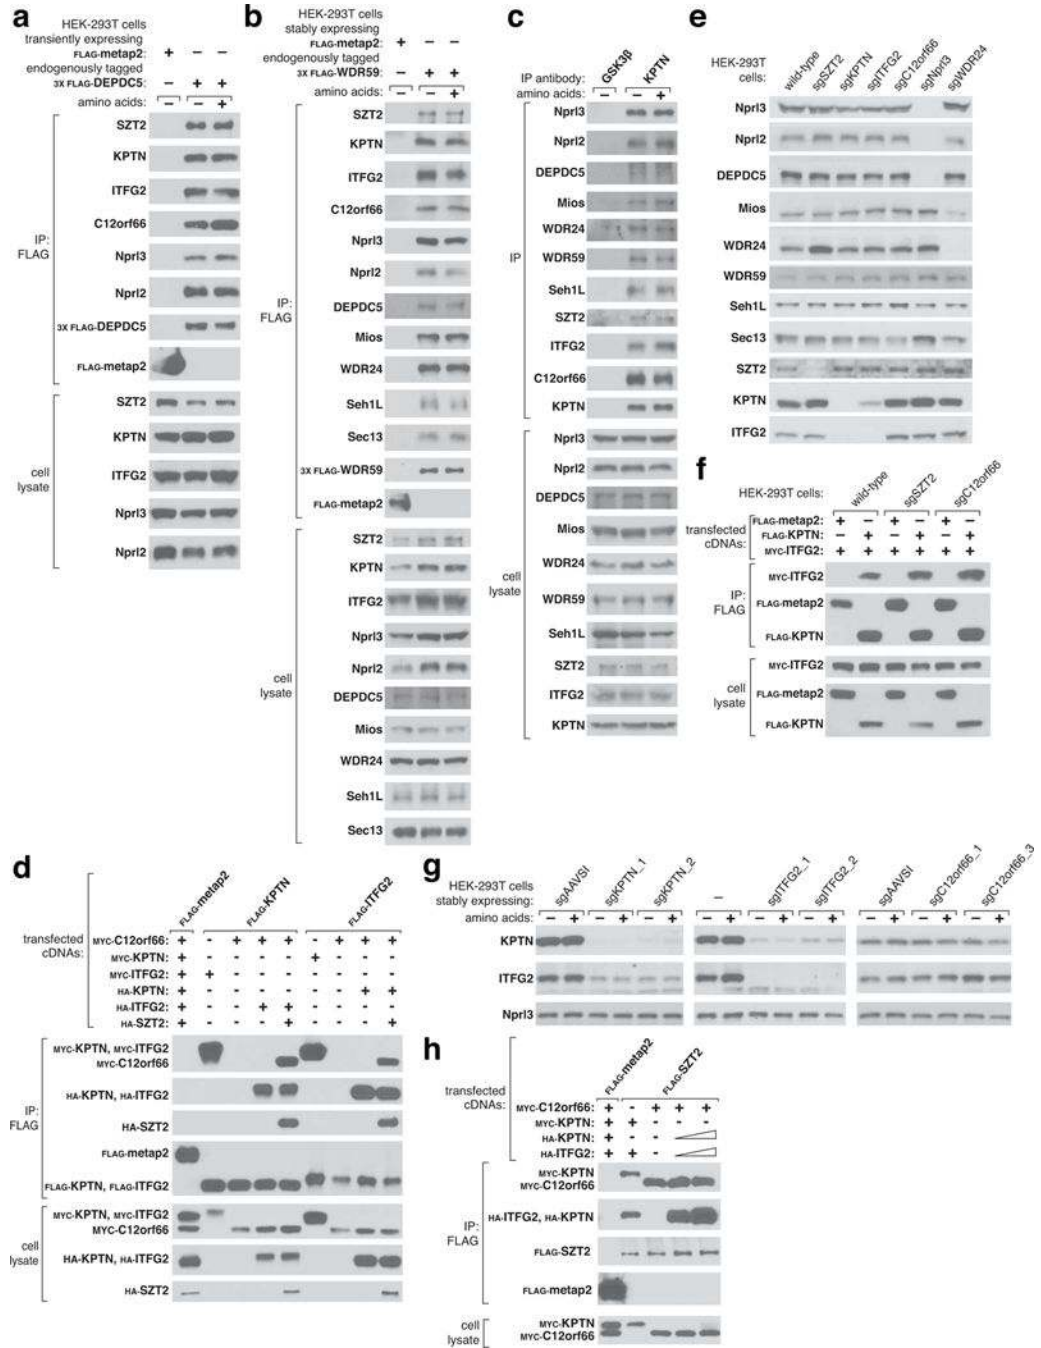 a
HEK-293T cells
transiently expressing
FLAG-metap2: + – –
endogenously tagged
3X FLAG-DEPDC5: – + +
amino acids: – – +
IP:
FLAG
SZT2
KPTN
ITFG2
C12orf66
Nprl3
Nprl2
3X FLAG-DEPDC5
FLAG-metap2
cell
lysate
SZT2
KPTN
ITFG2
Nprl3
Nprl2
b
HEK-293T cells
stably expressing
FLAG-metap2: + – –
endogenously tagged
3X FLAG-WDR59: – + +
amino acids: – – +
IP:
FLAG
SZT2
KPTN
ITFG2
C12orf66
Nprl3
Nprl2
DEPDC5
Mios
WDR24
Seh1L
Sec13
3X FLAG-WDR59
FLAG-metap2
cell
lysate
SZT2
KPTN
ITFG2
Nprl3
Nprl2
DEPDC5
Mios
WDR24
Seh1L
Sec13
c
IP antibody: GSK3β KPTN
amino acids: – – +
IP
Nprl3
Nprl2
DEPDC5
Mios
WDR24
WDR59
Seh1L
SZT2
ITFG2
C12orf66
KPTN
cell
lysate
Nprl3
Nprl2
DEPDC5
Mios
WDR24
WDR59
Seh1L
SZT2
ITFG2
KPTN
e
HEK-293T
cells:
wild-type sgSZT2 sgKPTN sgITFG2 sgC12orf66 sgNprl3 sgWDR24
Nprl3
Nprl2
DEPDC5
Mios
WDR24
WDR59
Seh1L
Sec13
SZT2
KPTN
ITFG2
f
HEK-293T cells: wild-type sgSZT2 sgC12orf66
transfected
cDNAs:
FLAG-metap2: + – + – + –
FLAG-KPTN: – + – + – +
MYC-ITFG2: + + + + + +
IP:
FLAG
MYC-ITFG2
FLAG-metap2
FLAG-KPTN
cell
lysate
MYC-ITFG2
FLAG-metap2
FLAG-KPTN
d
FLAG-metap2 FLAG-KPTN FLAG-ITFG2
transfected
cDNAs:
MYC-C12orf66: + - + + + - + + +
MYC-KPTN: + - - - - + - - -
MYC-ITFG2: + + - - - - - - -
HA-KPTN: + - - - - - - + +
HA-ITFG2: + - - + + - - - -
HA-SZT2: + - - - + - - - +
IP:
FLAG
MYC-KPTN, MYC-ITFG2
MYC-C12orf66
HA-KPTN, HA-ITFG2
HA-SZT2
FLAG-metap2
FLAG-KPTN, FLAG-ITFG2
cell
lysate
MYC-KPTN, MYC-ITFG2
MYC-C12orf66
HA-KPTN, HA-ITFG2
HA-SZT2
g
HEK-293T cells
stably expressing:
sgAAVSI sgKPTN_1 sgKPTN_2 – sgITFG2_1 sgITFG2_2 sgAAVSI sgC12orf66_1 sgC12orf66_3
amino acids: – + – + – + – + – + – + – + – + – +
KPTN
ITFG2
Nprl3
h
FLAG-metap2 FLAG-SZT2
transfected
cDNAs:
MYC-C12orf66: + - + + +
MYC-KPTN: + + - - -
HA-KPTN: + - -
HA-ITFG2: + + -
IP:
FLAG
MYC-KPTN
MYC-C12orf66
HA-ITFG2, HA-KPTN
FLAG-SZT2
FLAG-metap2
cell
lysate
MYC-KPTN
MYC-C12orf66